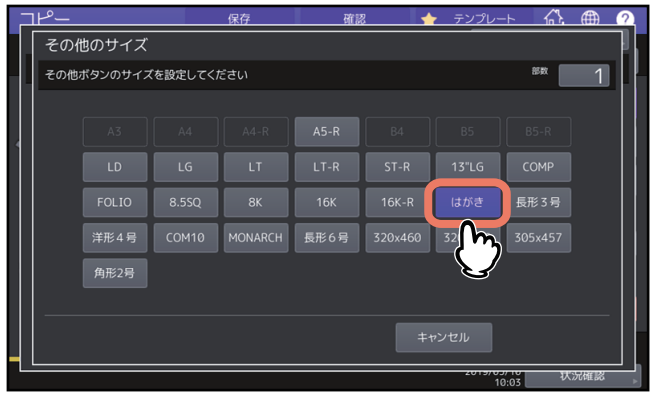 コピー 保存 確認 テンプレート
その他のサイズ
その他ボタンのサイズを設定してください 部数 1
A3 A4 A4-R A5-R B4 B5 B5-R
LD LG LT LT-R ST-R 13"LG COMP
FOLIO 8.5SQ 8K 16K 16K-R はがき 長形3号
洋形4号 COM10 MONARCH 長形6号 320x460 305x457
角形2号
キャンセル
10:03 状況確認